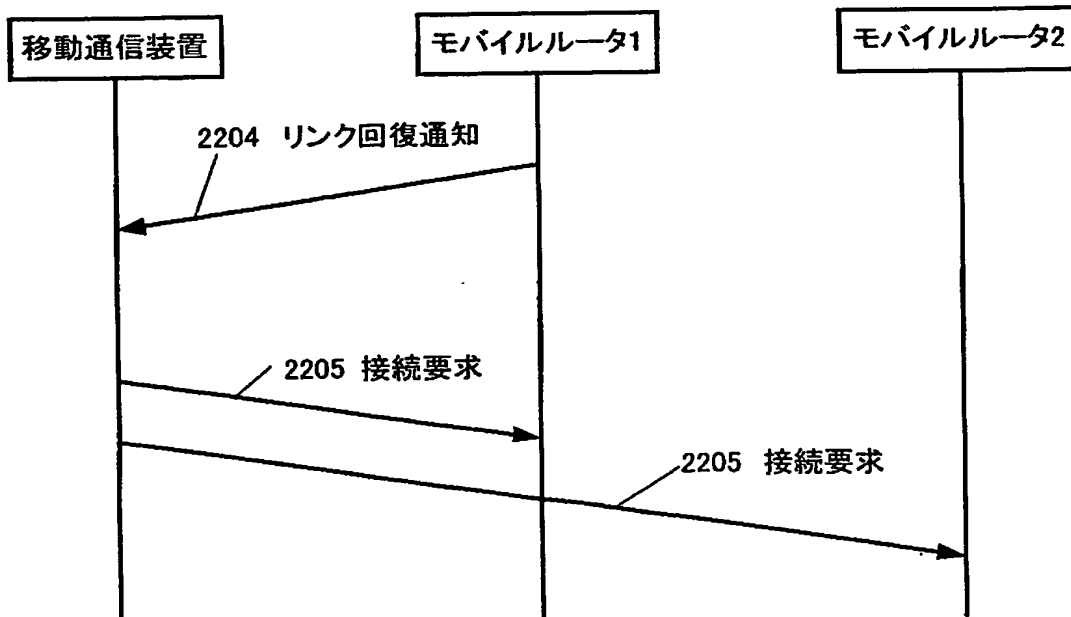 移動通信装置
モバイルルータ1
モバイルルータ2
2204 リンク回復通知
2205 接続要求
2205 接続要求